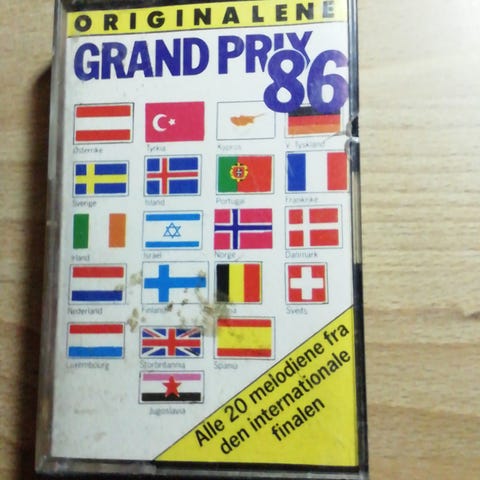 ORIGINALENE
GRAND PRIX
86
Østerrike Tyrkia Kypros V. Tyskland
Sverige Island Portugal Frankrike
Irland Israel Norge Danmark
Nederland Finland Sveits
Luxembourg Storbritannia Spania
Jugoslavia
Alle 20 melodiene fra
den internationale
finalen